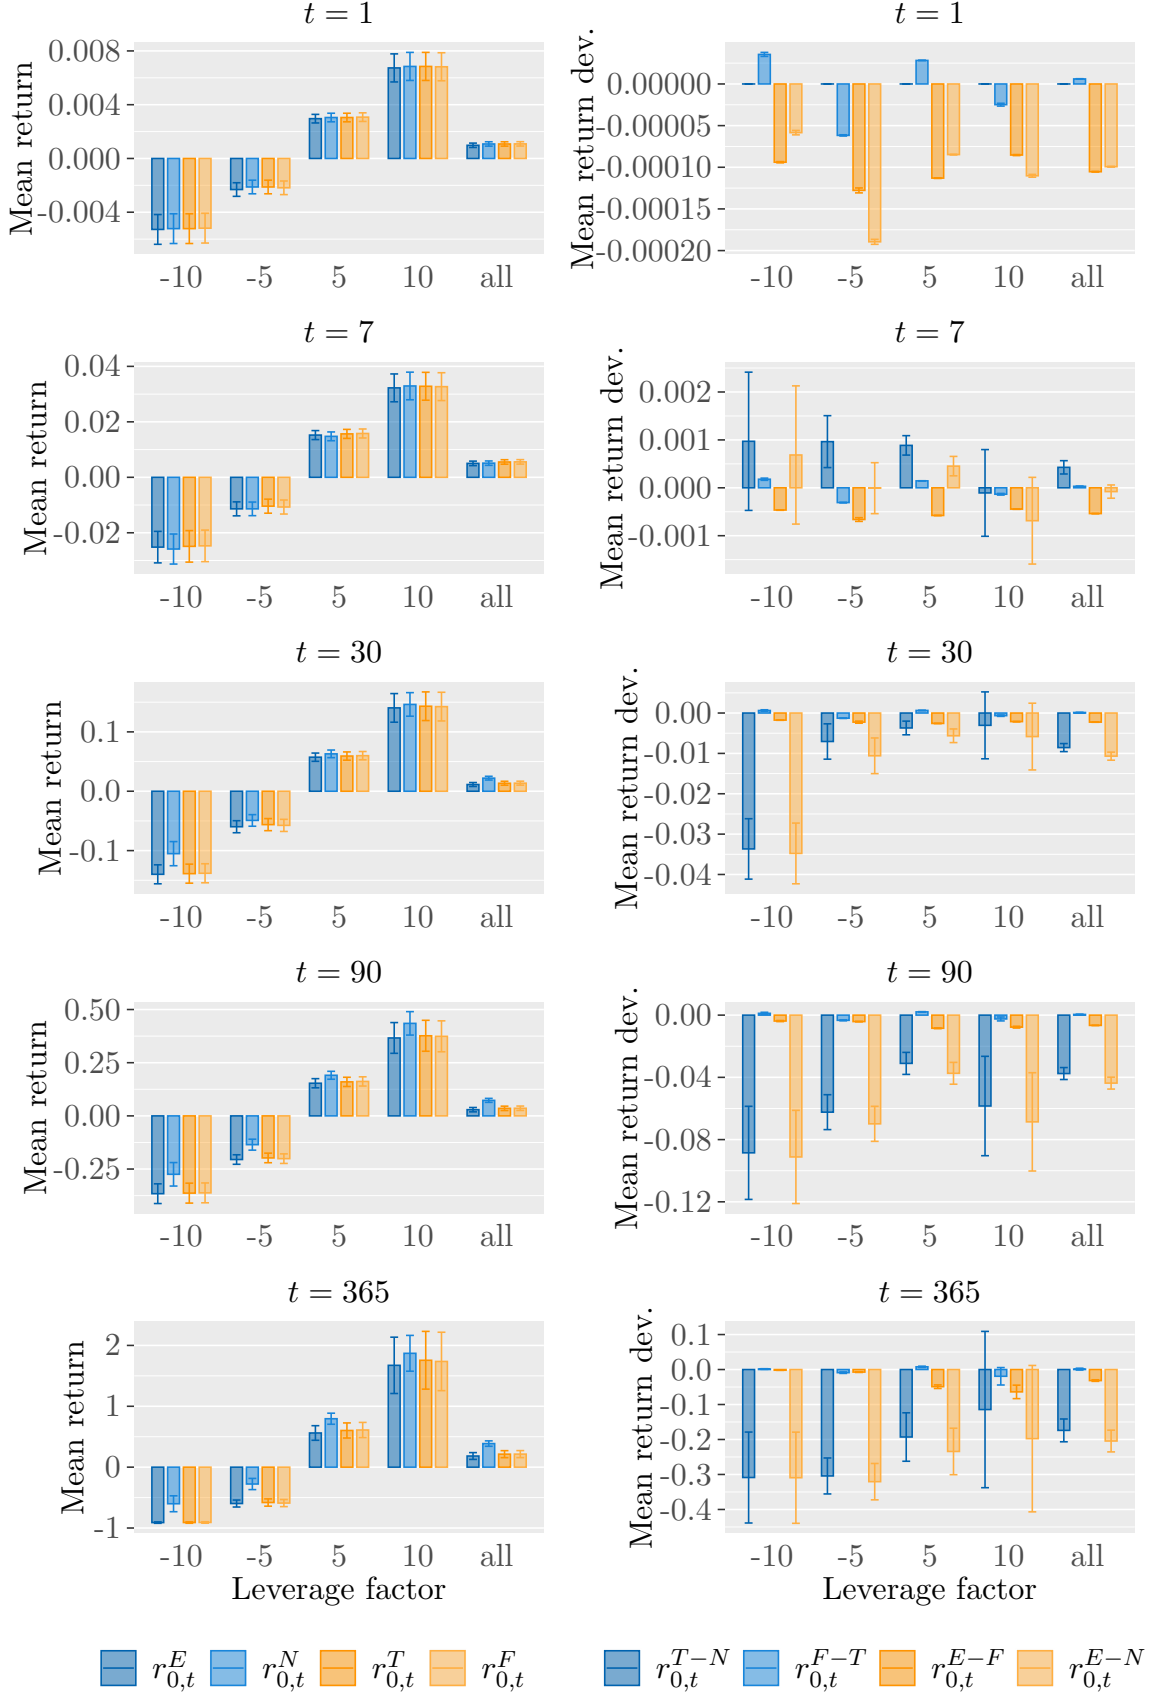 t = 1
Mean return
0.008
0.004
0.000
-0.004
-10 -5 5 10 all
t = 1
Mean return dev.
0.00000
-0.00005
-0.00010
-0.00015
-0.00020
-10 -5 5 10 all
t = 7
Mean return
0.04
0.02
0.00
-0.02
-10 -5 5 10 all
t = 7
Mean return dev.
0.002
0.001
0.000
-0.001
-10 -5 5 10 all
t = 30
Mean return
0.1
0.0
-0.1
-10 -5 5 10 all
t = 30
Mean return dev.
0.00
-0.01
-0.02
-0.03
-0.04
-10 -5 5 10 all
t = 90
Mean return
0.50
0.25
0.00
-0.25
-10 -5 5 10 all
t = 90
Mean return dev.
0.00
-0.04
-0.08
-0.12
-10 -5 5 10 all
t = 365
Mean return
2
1
0
-1
-10 -5 5 10 all
Leverage factor
t = 365
Mean return dev.
0.1
0.0
-0.1
-0.2
-0.3
-0.4
-10 -5 5 10 all
Leverage factor
r^E_{0,t} r^N_{0,t} r^T_{0,t} r^F_{0,t}
r^{T−N}_{0,t} r^{F−T}_{0,t} r^{E−F}_{0,t} r^{E−N}_{0,t}